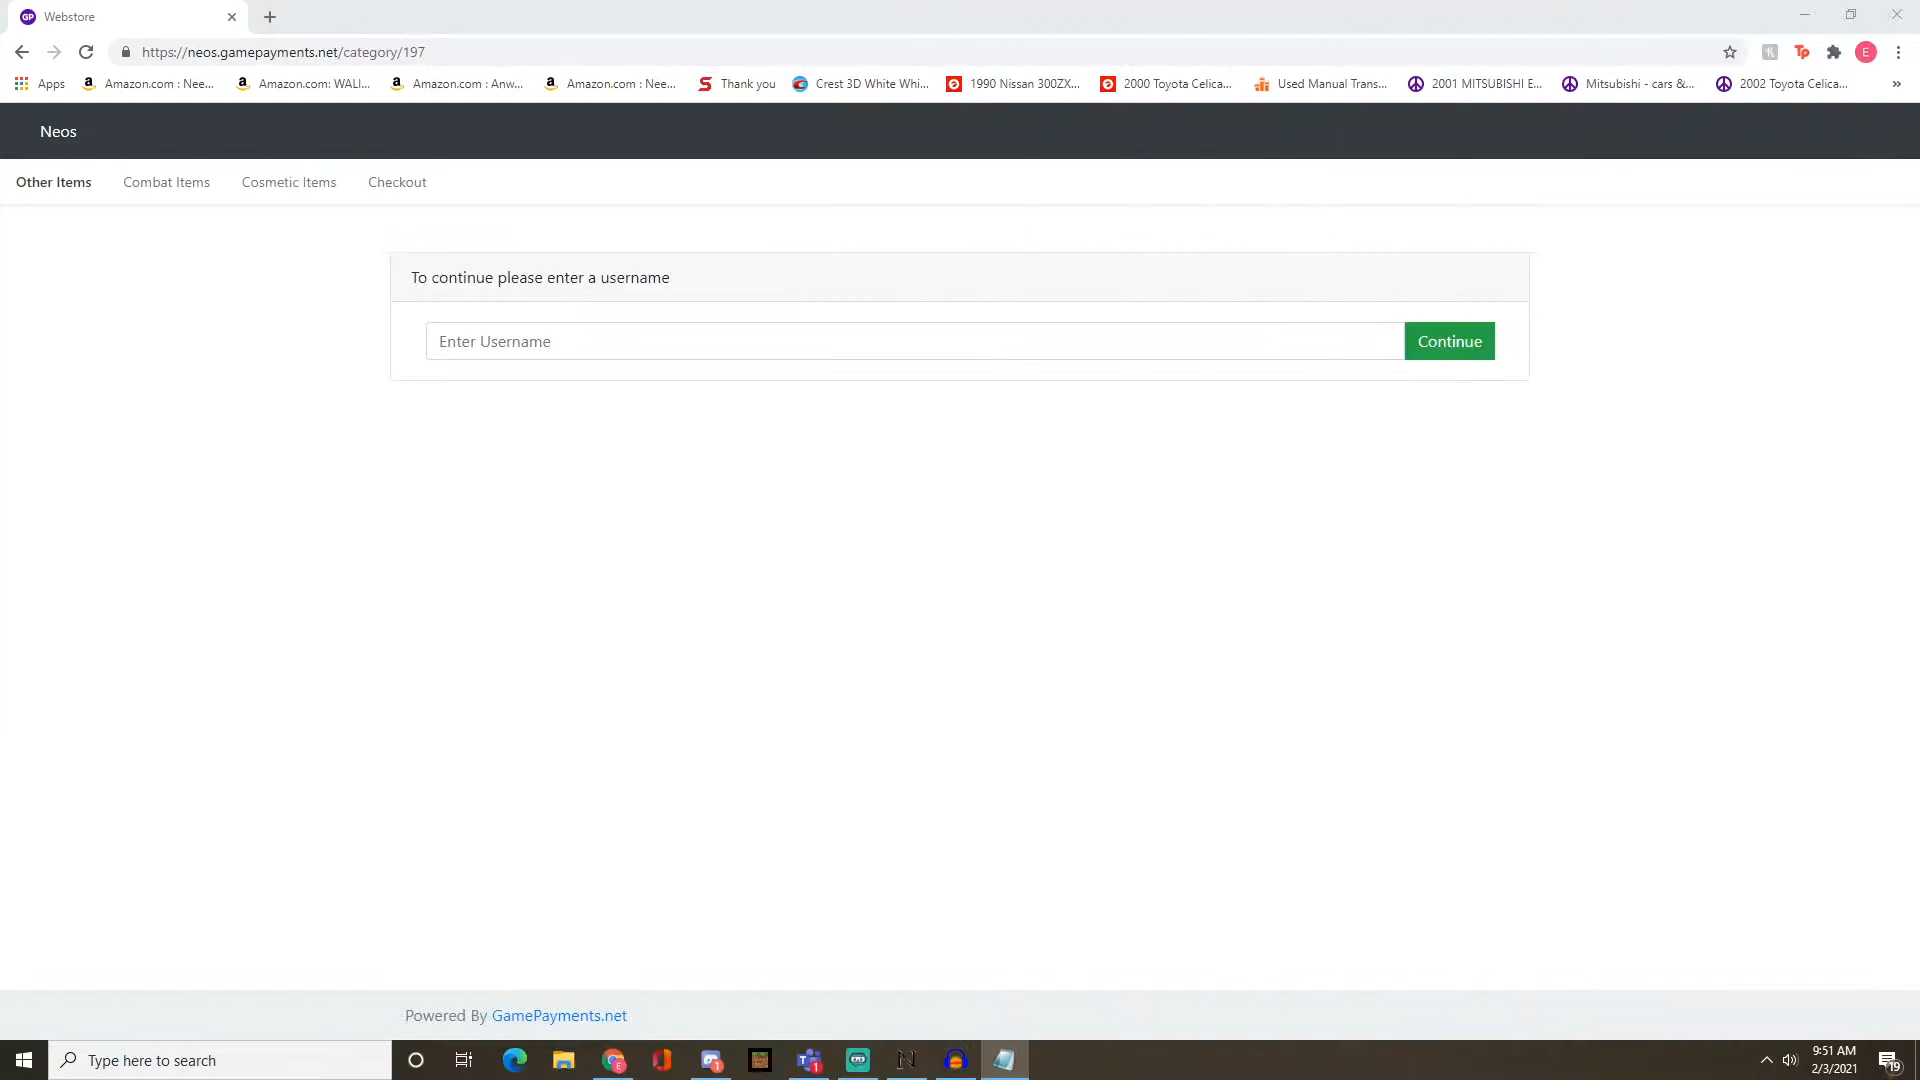 GP Webstore
https://neos.gamepayments.net/category/197
E
Apps Amazon.com : Nee... Amazon.com: WALI... Amazon.com : Anw... Amazon.com : Nee... Thank you Crest 3D White Whi... 1990 Nissan 300ZX... 2000 Toyota Celica... Used Manual Trans... 2001 MITSUBISHI E... Mitsubishi - cars &... 2002 Toyota Celica... »
Neos
Other Items Combat Items Cosmetic Items Checkout
To continue please enter a username
Enter Username Continue
Powered By GamePayments.net
Type here to search
9:51 AM
2/3/2021
19